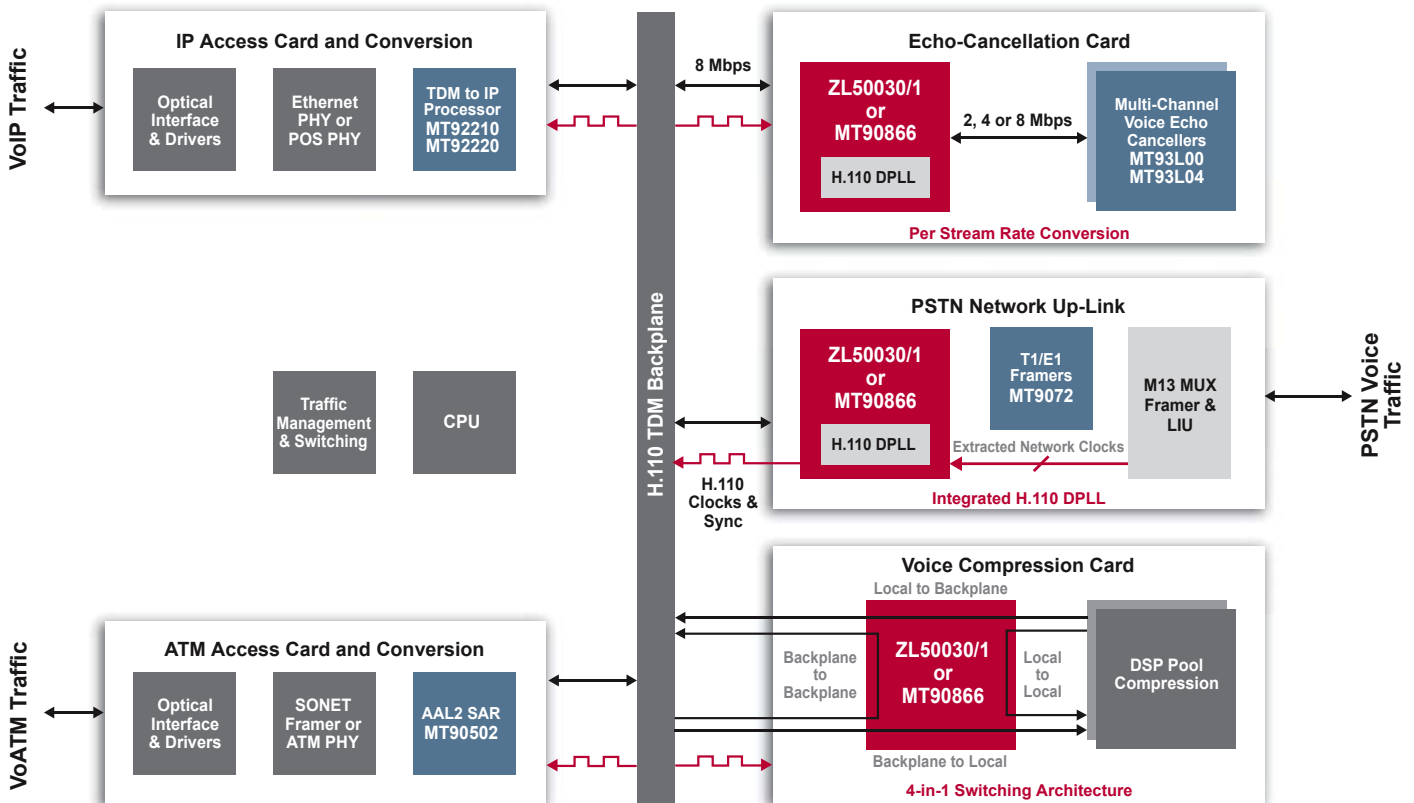 VoIP Traffic
IP Access Card and Conversion
Optical
Interface
& Drivers
Ethernet
PHY or
POS PHY
TDM to IP
Processor
MT92210
MT92220
8 Mbps
Echo-Cancellation Card
ZL50030/1
or
MT90866
H.110 DPLL
2, 4 or 8 Mbps
Multi-Channel
Voice Echo
Cancellers
MT93L00
MT93L04
Per Stream Rate Conversion
H.110 TDM Backplane
Traffic
Management
& Switching
CPU
PSTN Network Up-Link
ZL50030/1
or
MT90866
H.110 DPLL
T1/E1
Framers
MT9072
M13 MUX
Framer &
LIU
Extracted Network Clocks
Integrated H.110 DPLL
H.110
Clocks &
Sync
PSTN Voice
Traffic
VoATM Traffic
ATM Access Card and Conversion
Optical
Interface
& Drivers
SONET
Framer or
ATM PHY
AAL2 SAR
MT90502
Voice Compression Card
Local to Backplane
Backplane
to
Backplane
ZL50030/1
or
MT90866
Local
to
Local
DSP Pool
Compression
Backplane to Local
4-in-1 Switching Architecture